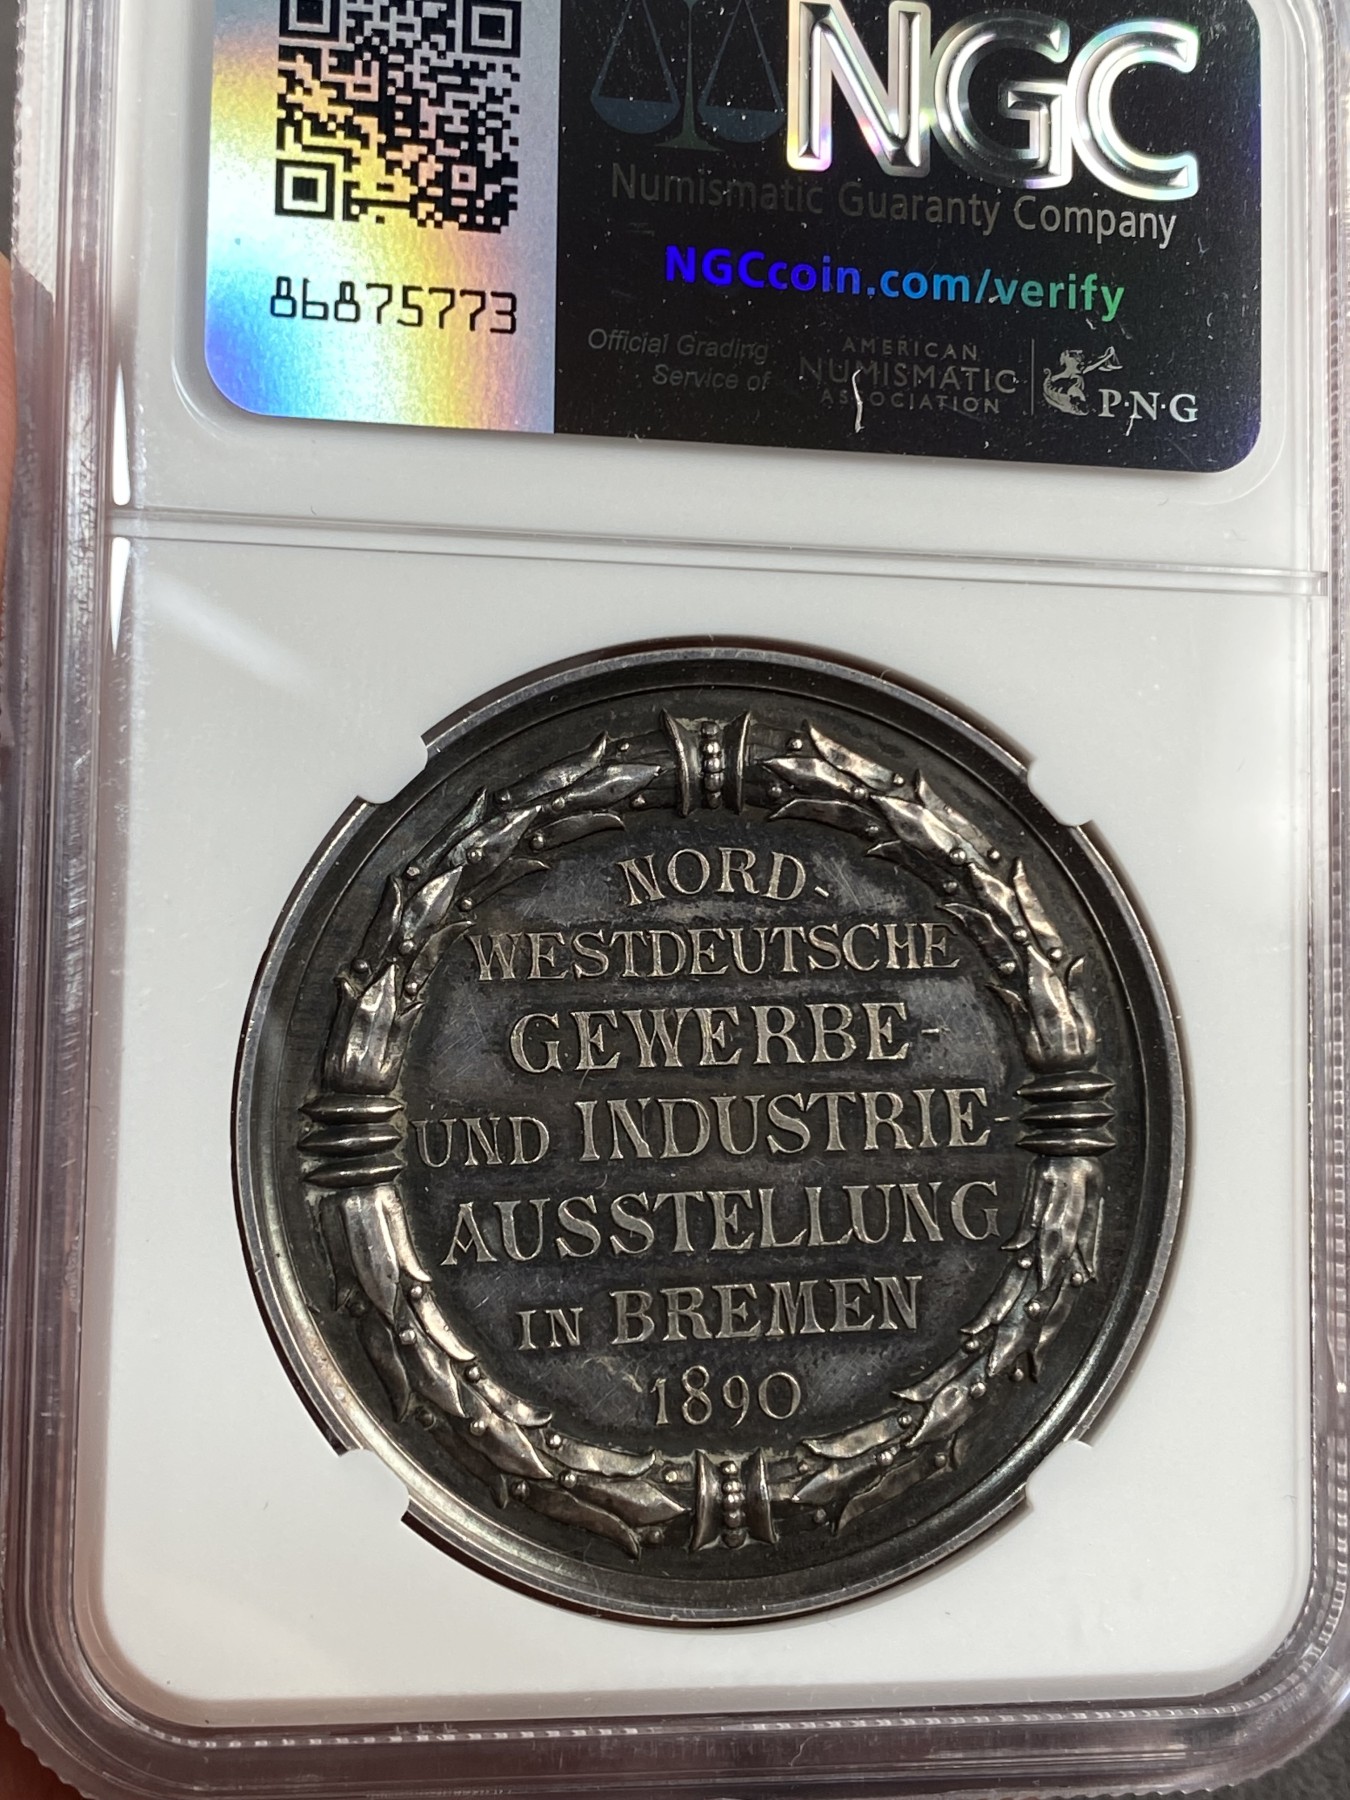 NGC
Numismatic Guaranty Company
NGCcoin.com/verify
86875773
Official Grading
Service of
AMERICAN
NUMISMATIC
ASSOCIATION
P·N·G
NORD-
WESTDEUTSCHE
GEWERBE-
UND INDUSTRIE-
AUSSTELLUNG
IN BREMEN
1890